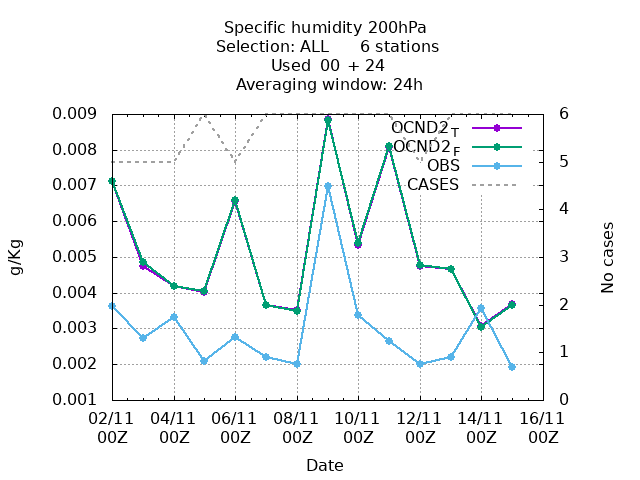 Specific humidity 200hPa
Selection: ALL 6 stations
Used 00 + 24
Averaging window: 24h
0.009
0.008
0.007
0.006
0.005
0.004
0.003
0.002
0.001
g/Kg
OCND2_T
OCND2_F
OBS
CASES
6
5
4
3
2
1
0
No cases
02/11 04/11 06/11 08/11 10/11 12/11 14/11 16/11
00Z 00Z 00Z 00Z 00Z 00Z 00Z 00Z
Date